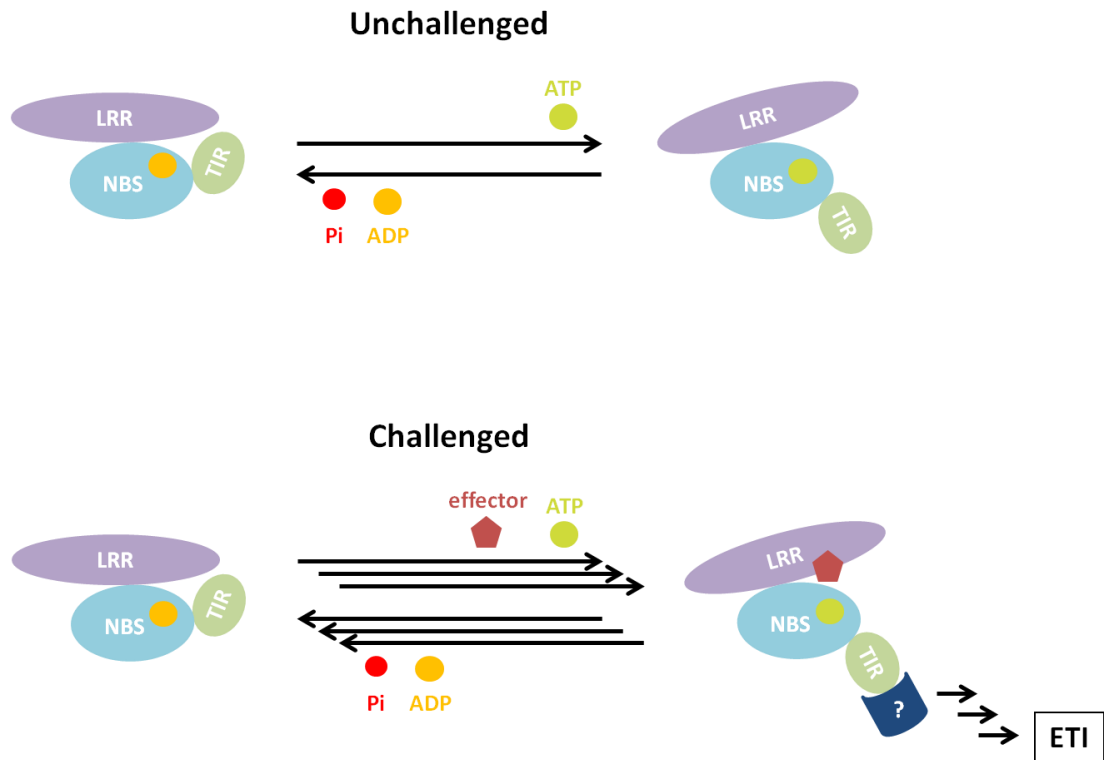 Unchallenged
ATP
LRR
LRR
TIR
NBS
NBS
TIR
Pi ADP
Challenged
effector ATP
LRR
LRR
TIR
NBS
NBS
TIR
Pi ADP
?
ETI